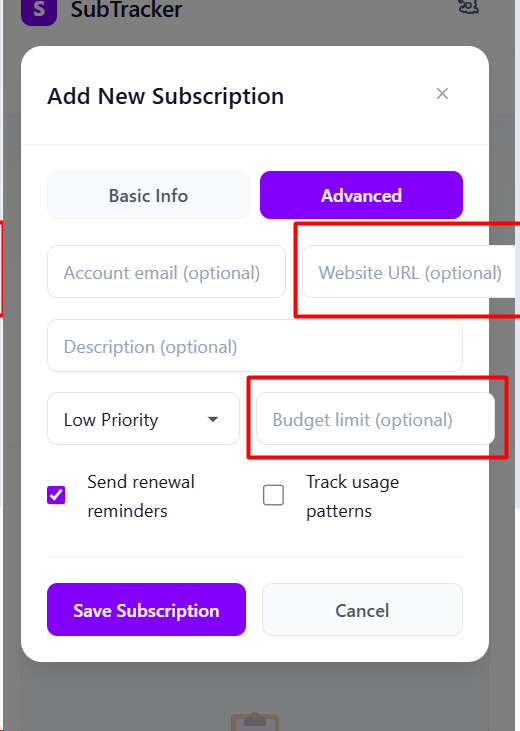 S SubTracker
Add New Subscription ×
Basic Info Advanced
Account email (optional) Website URL (optional)
Description (optional)
Low Priority Budget limit (optional)
Send renewal reminders
Track usage patterns
Save Subscription Cancel